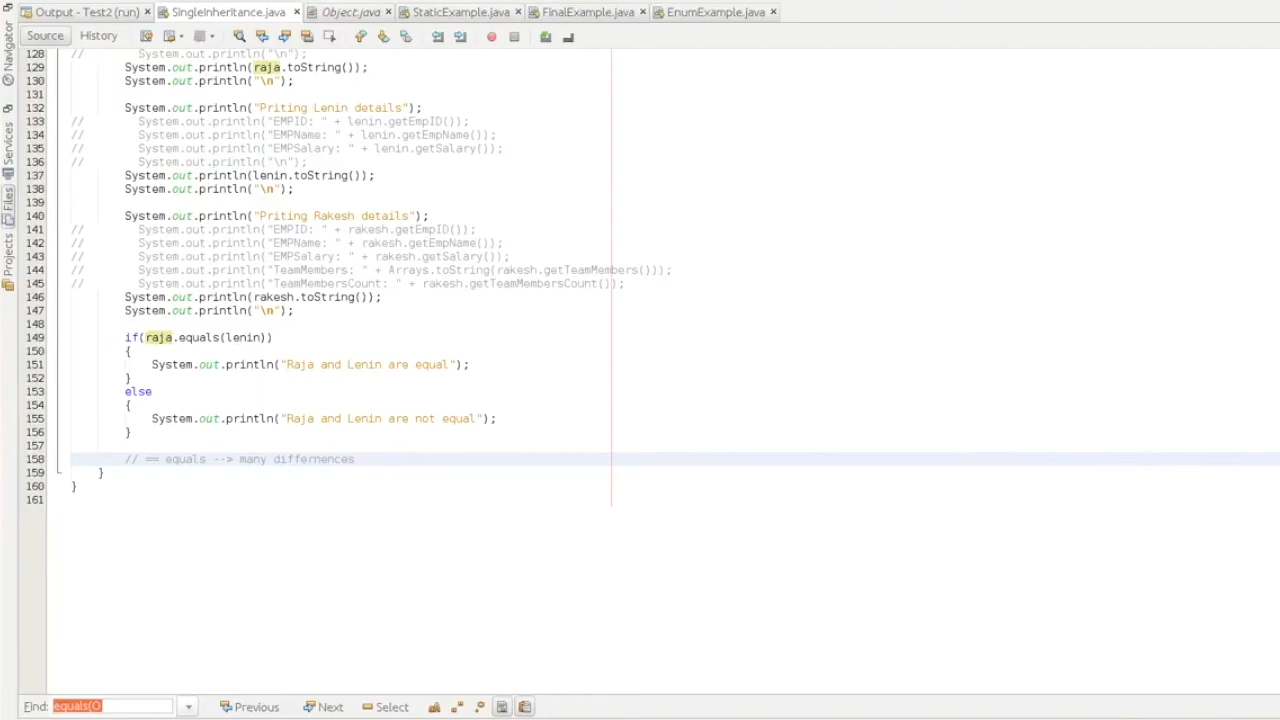 Output - Test2 (run) SingleInheritance.java Object.java StaticExample.java FinalExample.java EnumExample.java
Source History
Navigator
Services
Files
Projects
128 // System.out.println("\n");
129 System.out.println(raja.toString());
130 System.out.println("\n");
131
132 System.out.println("Priting Lenin details");
133 // System.out.println("EMPID: " + lenin.getEmpID());
134 // System.out.println("EMPName: " + lenin.getEmpName());
135 // System.out.println("EMPSalary: " + lenin.getSalary());
136 // System.out.println("\n");
137 System.out.println(lenin.toString());
138 System.out.println("\n");
139
140 System.out.println("Priting Rakesh details");
141 // System.out.println("EMPID: " + rakesh.getEmpID());
142 // System.out.println("EMPName: " + rakesh.getEmpName());
143 // System.out.println("EMPSalary: " + rakesh.getSalary());
144 // System.out.println("TeamMembers: " + Arrays.toString(rakesh.getTeamMembers()));
145 // System.out.println("TeamMembersCount: " + rakesh.getTeamMembersCount());
146 System.out.println(rakesh.toString());
147 System.out.println("\n");
148
149 if(raja.equals(lenin))
150 {
151 System.out.println("Raja and Lenin are equal");
152 }
153 else
154 {
155 System.out.println("Raja and Lenin are not equal");
156 }
157
158 // == equals --> many differnences
159 }
160 }
161
Find: equals(O Previous Next Select